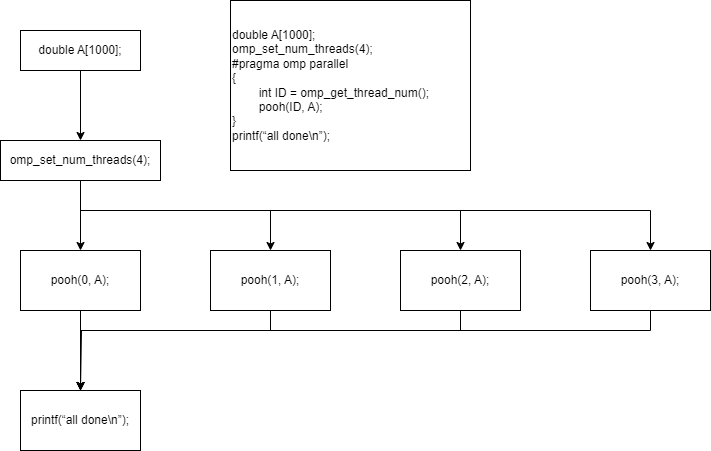 double A[1000];
double A[1000];
omp_set_num_threads(4);
#pragma omp parallel
{
int ID = omp_get_thread_num();
pooh(ID, A);
}
printf(“all done\n”);
omp_set_num_threads(4);
pooh(0, A);
pooh(1, A);
pooh(2, A);
pooh(3, A);
printf(“all done\n”);